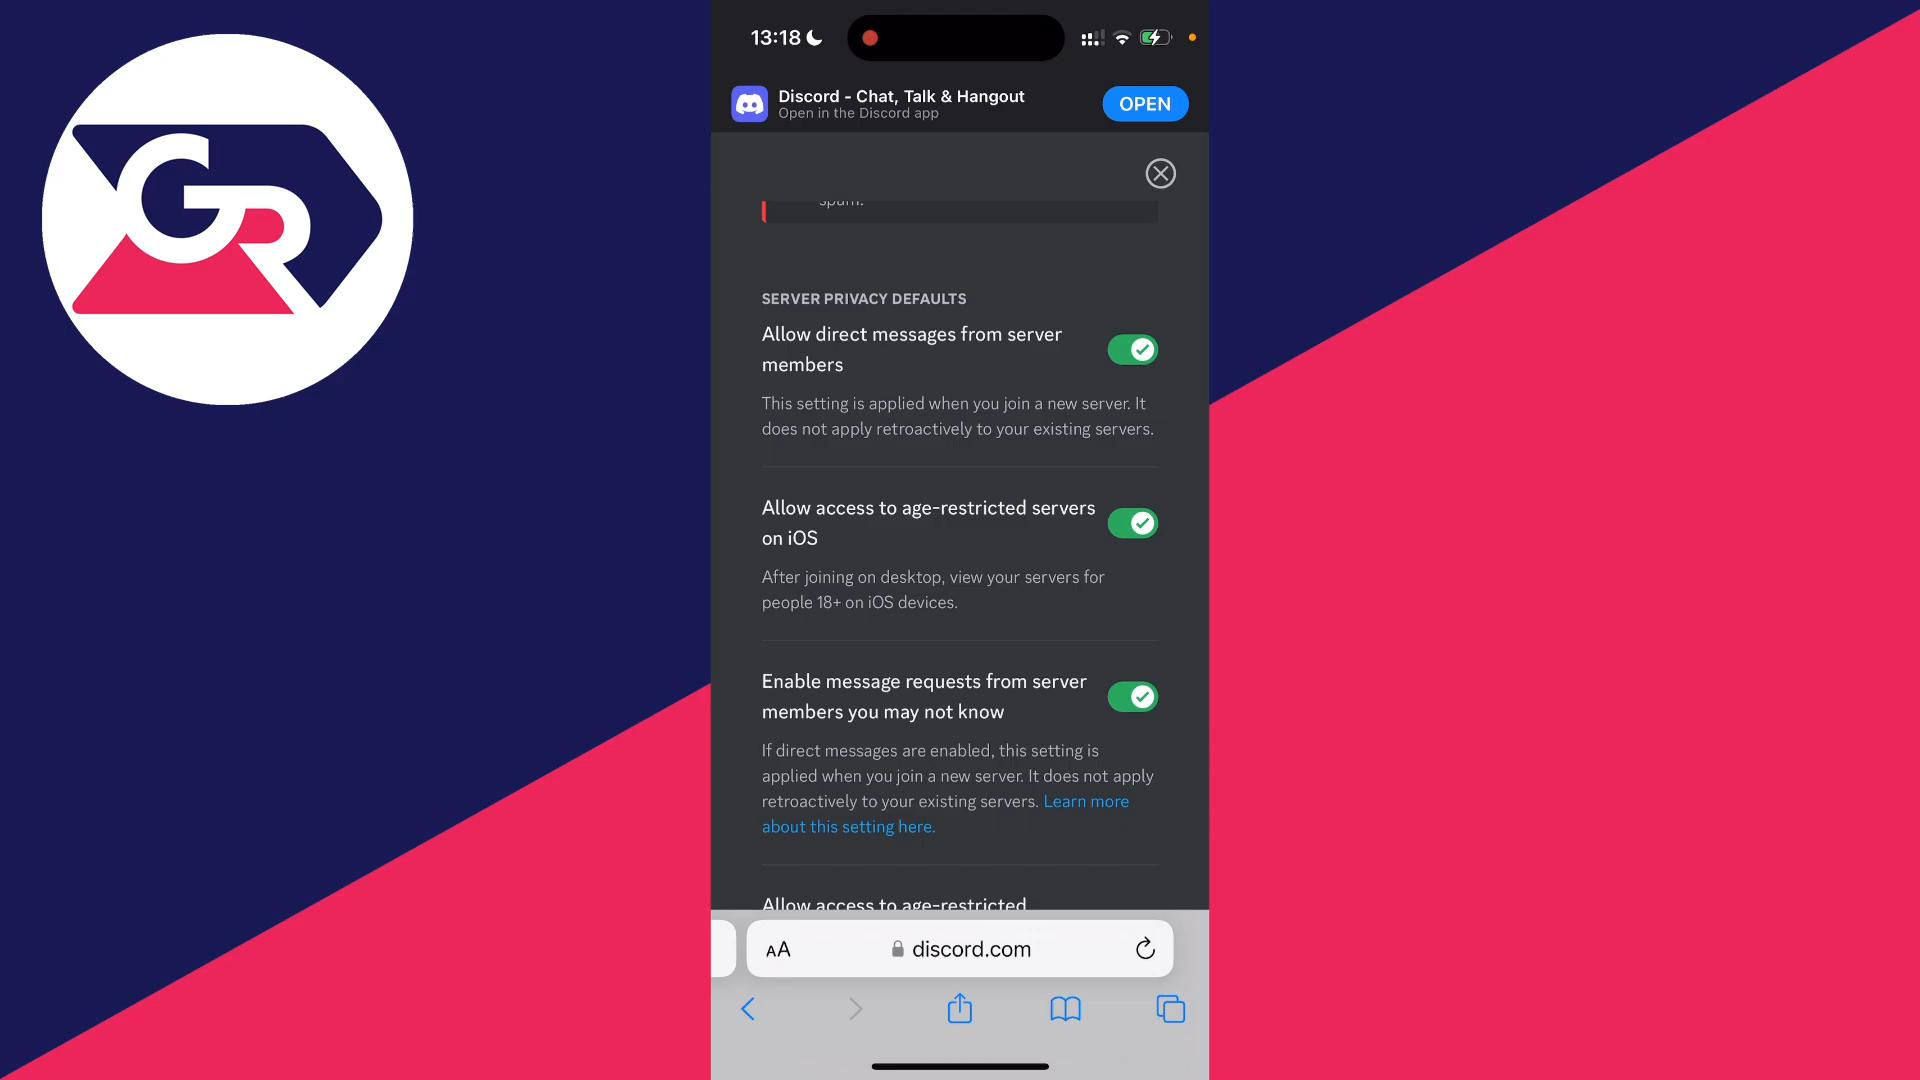 GR
13:18
Discord - Chat, Talk & Hangout
Open in the Discord app
OPEN
spam.
SERVER PRIVACY DEFAULTS
Allow direct messages from server
members
This setting is applied when you join a new server. It
does not apply retroactively to your existing servers.
Allow access to age-restricted servers
on iOS
After joining on desktop, view your servers for
people 18+ on iOS devices.
Enable message requests from server
members you may not know
If direct messages are enabled, this setting is
applied when you join a new server. It does not apply
retroactively to your existing servers. Learn more
about this setting here.
Allow access to age-restricted
AA
discord.com